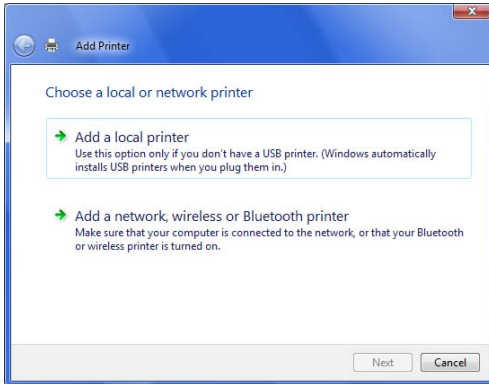 Add Printer
Choose a local or network printer
Add a local printer
Use this option only if you don't have a USB printer. (Windows automatically
installs USB printers when you plug them in.)
Add a network, wireless or Bluetooth printer
Make sure that your computer is connected to the network, or that your Bluetooth
or wireless printer is turned on.
Next Cancel